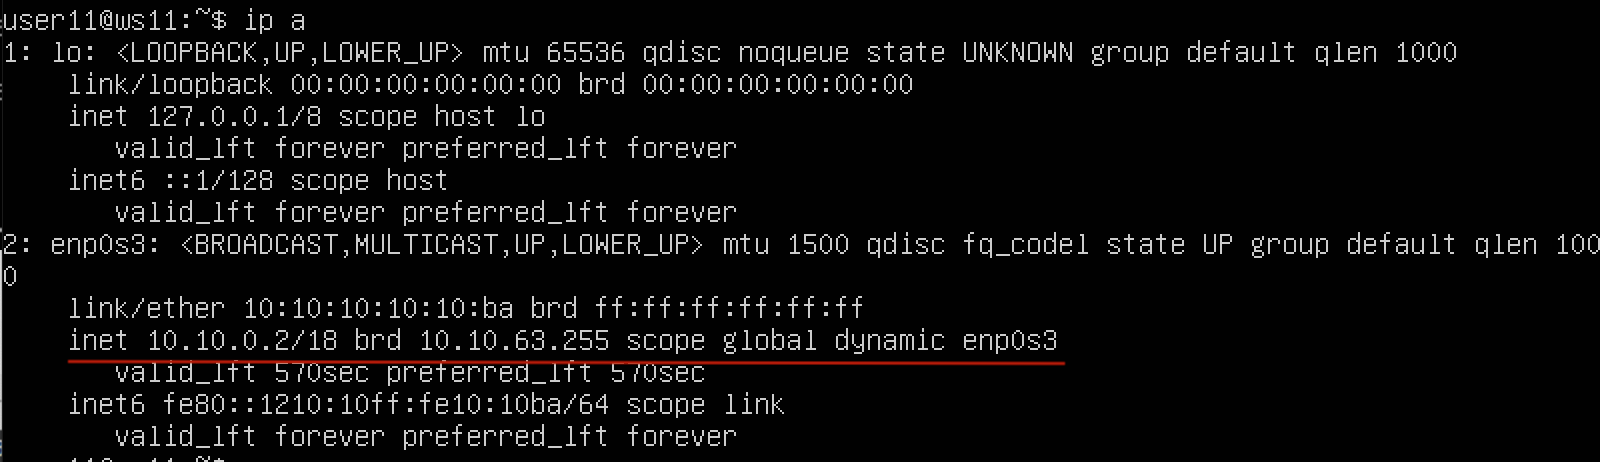 user11@ws11:~$ ip a
1: lo: <LOOPBACK,UP,LOWER_UP> mtu 65536 qdisc noqueue state UNKNOWN group default qlen 1000
    link/loopback 00:00:00:00:00:00 brd 00:00:00:00:00:00
    inet 127.0.0.1/8 scope host lo
       valid_lft forever preferred_lft forever
    inet6 ::1/128 scope host
       valid_lft forever preferred_lft forever
2: enp0s3: <BROADCAST,MULTICAST,UP,LOWER_UP> mtu 1500 qdisc fq_codel state UP group default qlen 100
0
    link/ether 10:10:10:10:10:ba brd ff:ff:ff:ff:ff:ff
    inet 10.10.0.2/18 brd 10.10.63.255 scope global dynamic enp0s3
       valid_lft 570sec preferred_lft 570sec
    inet6 fe80::1210:10ff:fe10:10ba/64 scope link
       valid_lft forever preferred_lft forever